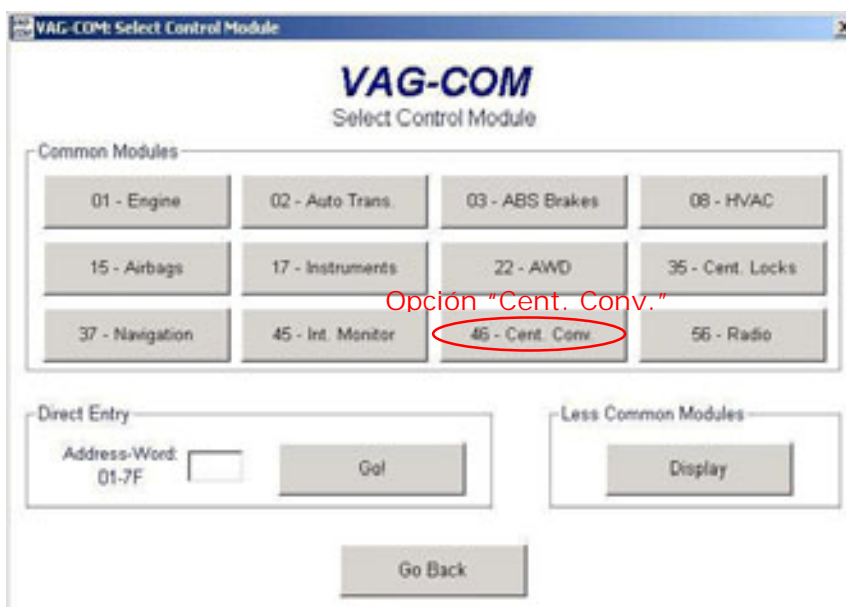 VAG-COM: Select Control Module
VAG-COM
Select Control Module
Common Modules
01 - Engine
02 - Auto Trans.
03 - ABS Brakes
08 - HVAC
15 - Airbags
17 - Instruments
22 - AWD
35 - Cent. Locks
Opción "Cent. Conv."
37 - Navigation
45 - Int. Monitor
46 - Cent. Conv.
56 - Radio
Direct Entry
Less Common Modules
Address-Word:
01-7F
Go!
Display
Go Back